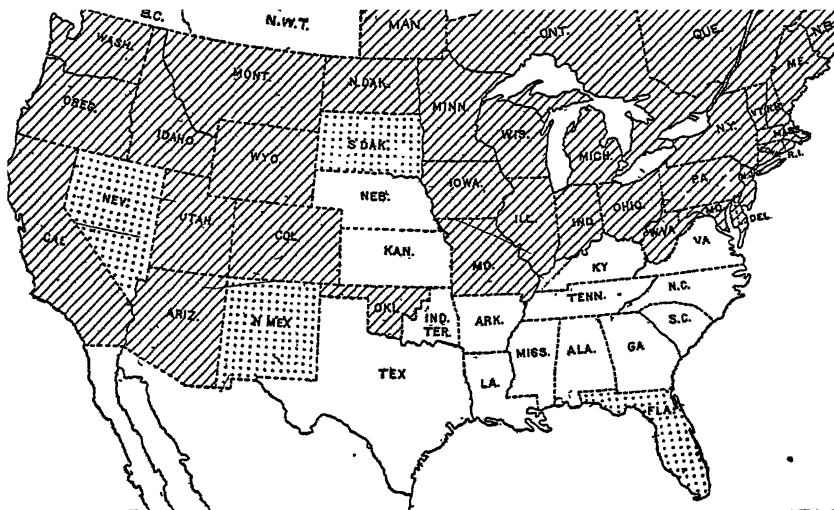 B.C.
N.W.T.
MAN.
ONT.
QUE.
N.B.
WASH.
MONT.
N.DAK.
MINN.
ME.
OREG.
IDAHO.
WYO.
S DAK.
WIS.
MICH.
N.Y.
VT.
MASS
R.I.
NEV.
UTAH.
COL.
NEB.
IOWA.
ILL.
IND.
OHIO.
PA.
MD.
DEL.
CAL
KAN.
MO.
KY
W.VA.
VA
ARIZ.
N MEX
OKL.
IND.
TER.
ARK.
TENN.
N.C.
S.C.
TEX
LA.
MISS.
ALA.
GA
FLA.